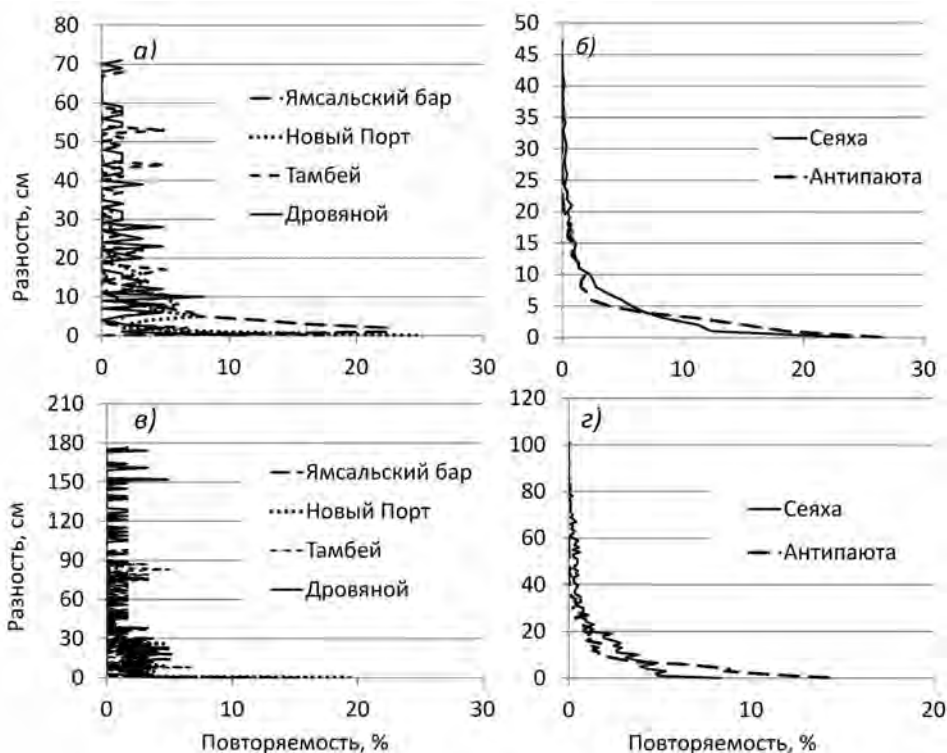 а)
80
70
60
50
40
30
20
10
0
Разность, см
Ямсальский бар
Новый Порт
Тамбей
Дровяной
0 10 20 30
б)
50
45
40
35
30
25
20
15
10
5
0
Сеяха
Антипаюта
0 10 20 30
в)
210
180
150
120
90
60
30
0
Разность, см
Ямсальский бар
Новый Порт
Тамбей
Дровяной
0 10 20 30
Повторяемость, %
г)
120
100
80
60
40
20
0
Сеяха
Антипаюта
0 10 20
Повторяемость, %